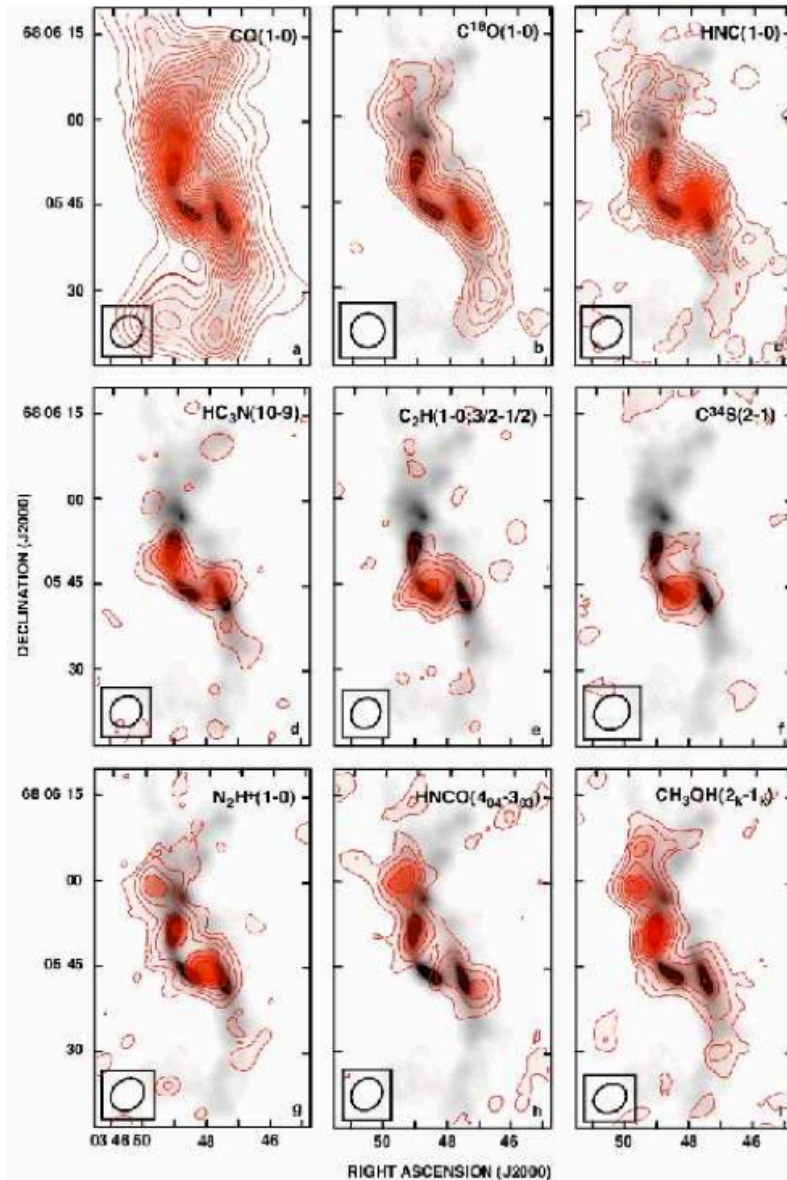 68 06 15
CO(1-0)
C¹⁸O(1-0)
HNC(1-0)
00
05 45
30
a
b
c
68 06 15
HC₃N(10-9)
C₂H(1-0;3/2-1/2)
C³⁴S(2-1)
00
05 45
30
d
e
f
DECLINATION (J2000)
68 06 15
N₂H⁺(1-0)
HNCO(4₀₄-3₀₃)
CH₃OH(2ₖ-1ₖ)
00
05 45
30
g
h
i
03 46 50
48
46
50
48
46
50
48
46
RIGHT ASCENSION (J2000)